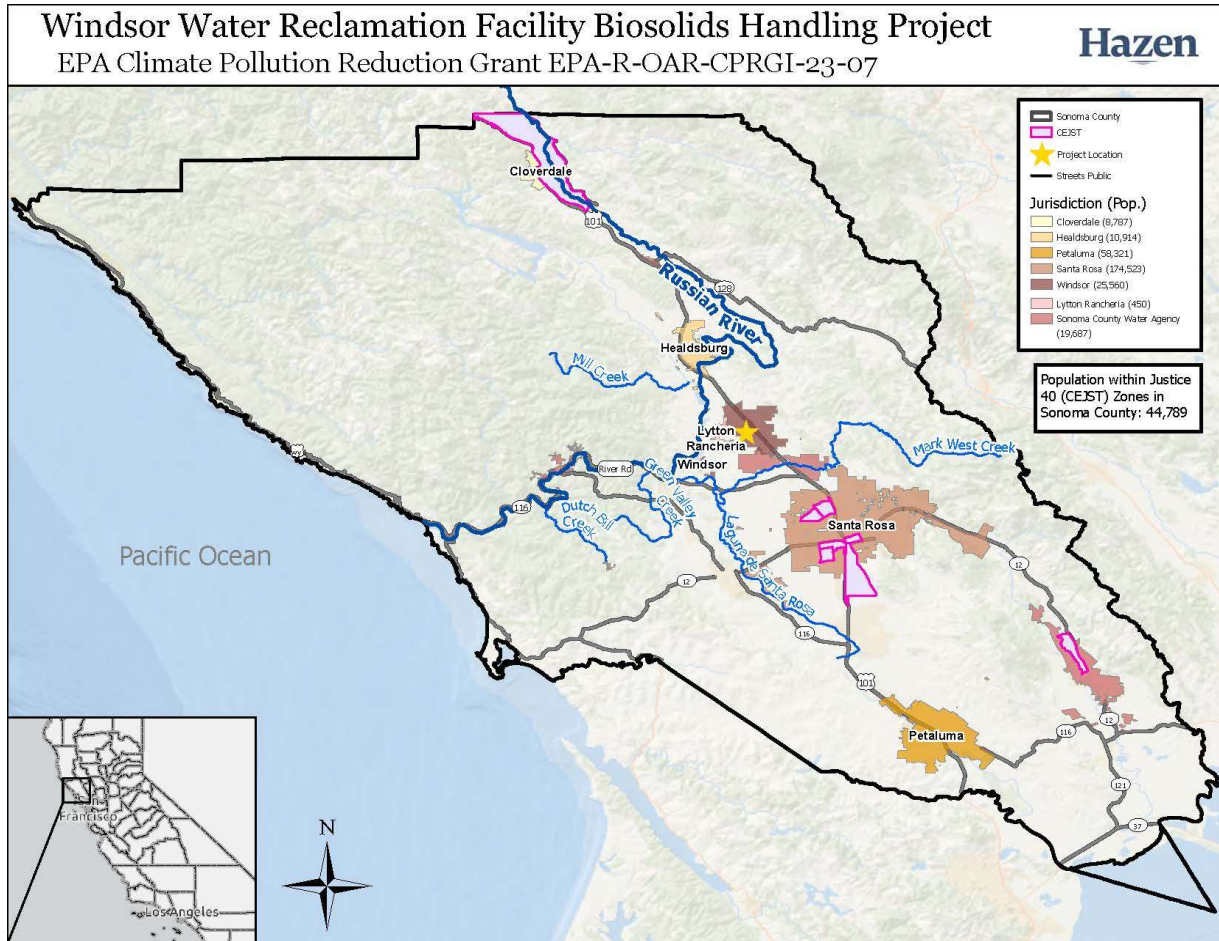 Windsor Water Reclamation Facility Biosolids Handling Project
EPA Climate Pollution Reduction Grant EPA-R-OAR-CPRGI-23-07
Hazen
Sonoma County
CEJST
Project Location
Streets Public
Jurisdiction (Pop.)
Cloverdale (8,787)
Healdsburg (10,914)
Petaluma (58,321)
Santa Rosa (174,523)
Windsor (25,560)
Lytton Rancheria (450)
Sonoma County Water Agency
(19,687)
Population within Justice
40 (CEJST) Zones in
Sonoma County: 44,789
Cloverdale
101
Russian River
128
Healdsburg
Mill Creek
Lytton
Rancheria
Windsor
Mark West Creek
River Rd
Green Valley
Creek
116
Dutch Bill
Creek
Santa Rosa
Laguna de Santa Rosa
Pacific Ocean
12
12
116
101
Petaluma
116
12
121
37
San
Francisco
Los Angeles
N